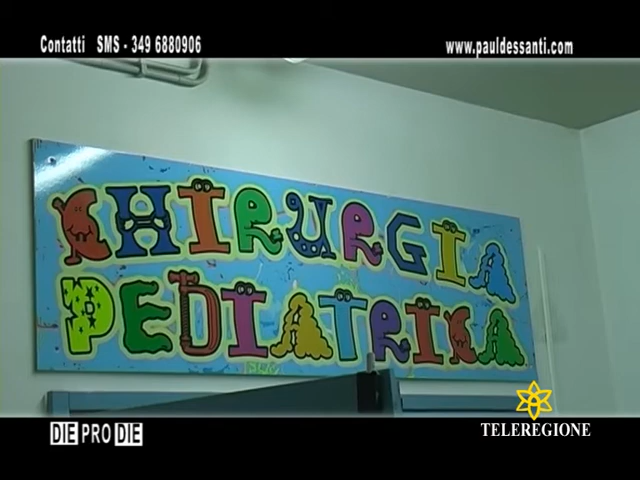 Contatti SMS - 349 6880906
www.pauldessanti.com
CHIRURGIA
PEDIATRICA
DIE PRO DIE
TELEREGIONE